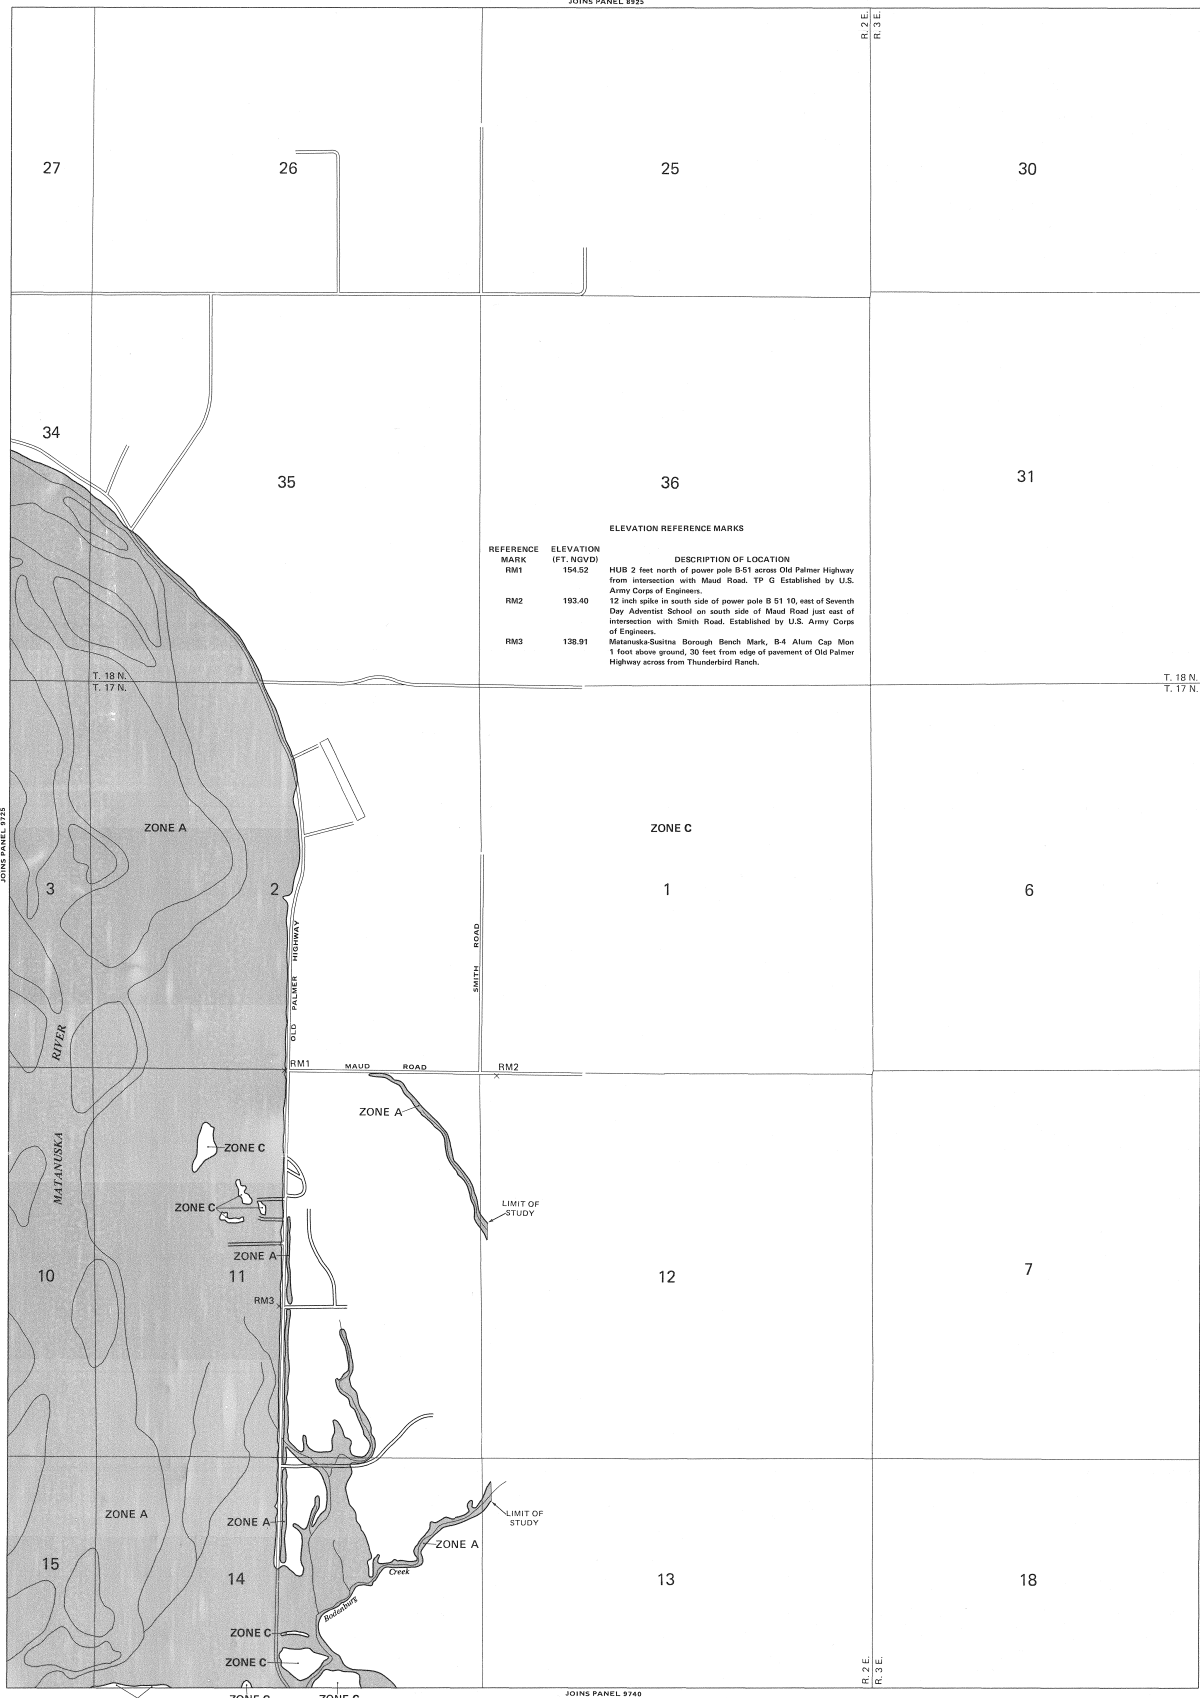 JOINS PANEL 8925
R. 2 E.
R. 3 E.
27
26
25
30
34
35
36
31
ELEVATION REFERENCE MARKS
REFERENCE MARK
ELEVATION (FT. NGVD)
DESCRIPTION OF LOCATION
RM1 154.52 HUB 2 feet north of power pole B-51 across Old Palmer Highway
from intersection with Maud Road. TP G Established by U.S.
Army Corps of Engineers.
RM2 193.40 12 inch spike in south side of power pole B 51 10, east of Seventh
Day Adventist School on south side of Maud Road just east of
intersection with Smith Road. Established by U.S. Army Corps
of Engineers.
RM3 138.91 Matanuska-Susitna Borough Bench Mark, B-4 Alum Cap Mon
1 foot above ground, 30 feet from edge of pavement of Old Palmer
Highway across from Thunderbird Ranch.
T. 18 N.
T. 17 N.
T. 18 N.
T. 17 N.
JOINS PANEL 9725
ZONE A
ZONE C
3
2
1
6
OLD PALMER HIGHWAY
SMITH ROAD
MATANUSKA RIVER
RM1
MAUD ROAD
RM2
ZONE A
ZONE C
ZONE C
LIMIT OF
STUDY
ZONE A
10
11
12
7
RM3
ZONE A
ZONE A
LIMIT OF
STUDY
ZONE A
15
14
13
18
Bodenburg Creek
ZONE C
ZONE C
R. 2 E.
R. 3 E.
ZONE C
ZONE C
JOINS PANEL 9740